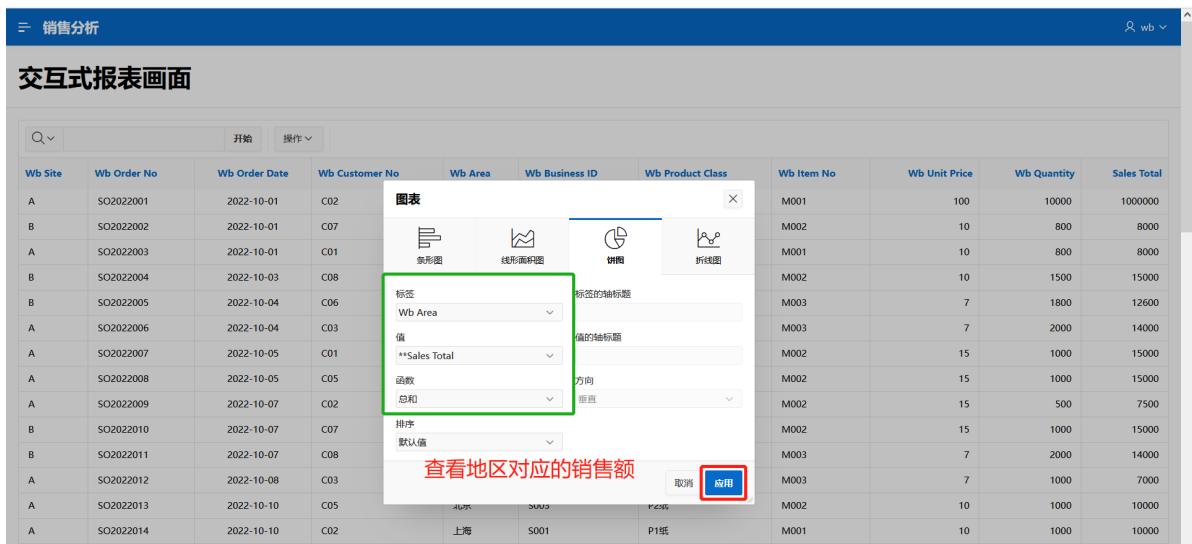 销售分析
wb
交互式报表画面
开始 操作
Wb Site Wb Order No Wb Order Date Wb Customer No Wb Area Wb Business ID Wb Product Class Wb Item No Wb Unit Price Wb Quantity Sales Total
A SO2022001 2022-10-01 C02 M001 100 10000 1000000
B SO2022002 2022-10-01 C07 M002 10 800 8000
A SO2022003 2022-10-01 C01 M001 10 800 8000
B SO2022004 2022-10-03 C08 M002 10 1500 15000
B SO2022005 2022-10-04 C06 M003 7 1800 12600
A SO2022006 2022-10-04 C03 M003 7 2000 14000
A SO2022007 2022-10-05 C01 M002 15 1000 15000
A SO2022008 2022-10-05 C05 M002 15 1000 15000
A SO2022009 2022-10-07 C02 M002 15 500 7500
B SO2022010 2022-10-07 C07 M002 15 1000 15000
B SO2022011 2022-10-07 C08 M003 7 2000 14000
A SO2022012 2022-10-08 C03 M003 7 1000 7000
A SO2022013 2022-10-10 C05 北京 S003 P2纸 M002 10 1000 10000
A SO2022014 2022-10-10 C02 上海 S001 P1纸 M001 10 1000 10000
图表
条形图 线形面积图 饼图 折线图
标签 标签的轴标题
Wb Area
值 值的轴标题
**Sales Total
函数 方向
总和 垂直
排序
默认值
查看地区对应的销售额
取消 应用